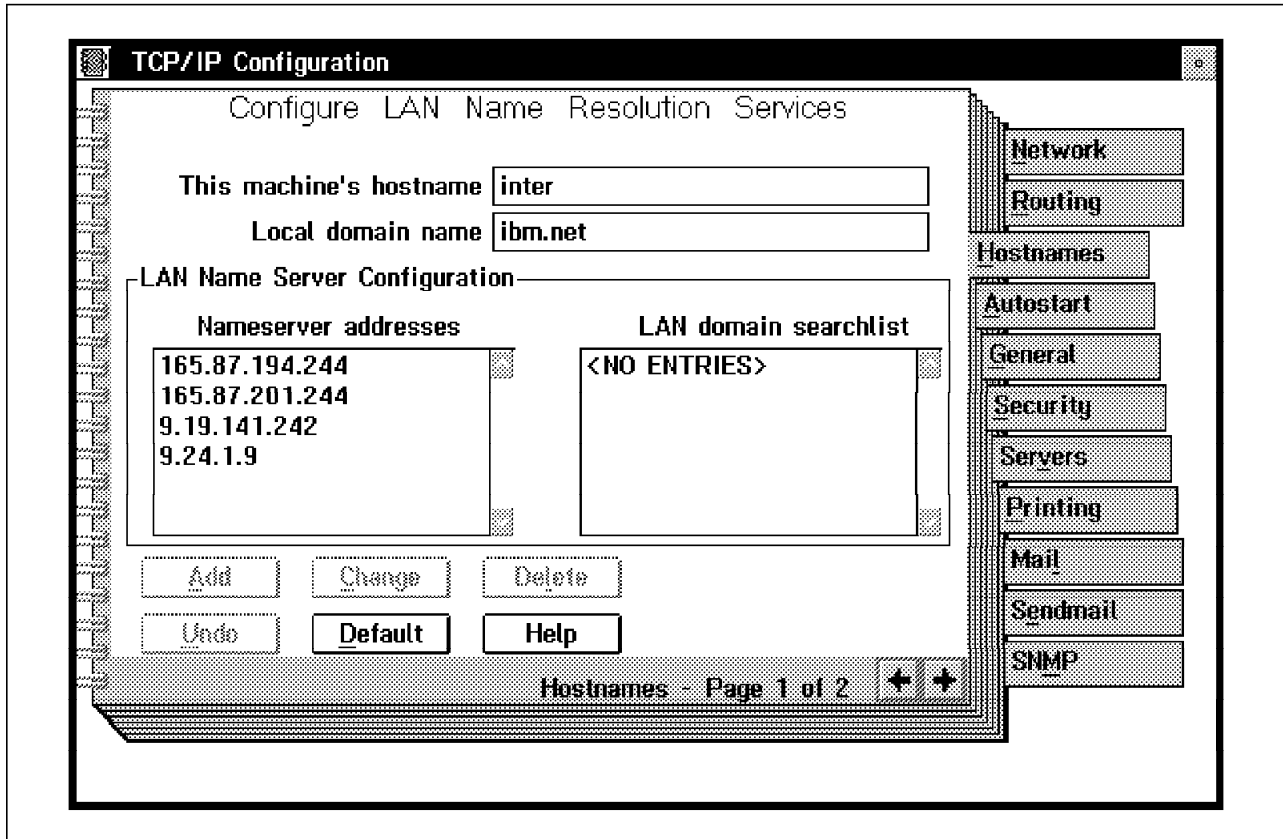 TCP/IP Configuration
Configure LAN Name Resolution Services
This machine's hostname inter
Local domain name ibm.net
LAN Name Server Configuration
Nameserver addresses
165.87.194.244
165.87.201.244
9.19.141.242
9.24.1.9
LAN domain searchlist
<NO ENTRIES>
Add Change Delete
Undo Default Help
Hostnames - Page 1 of 2
Network
Routing
Hostnames
Autostart
General
Security
Servers
Printing
Mail
Sendmail
SNMP